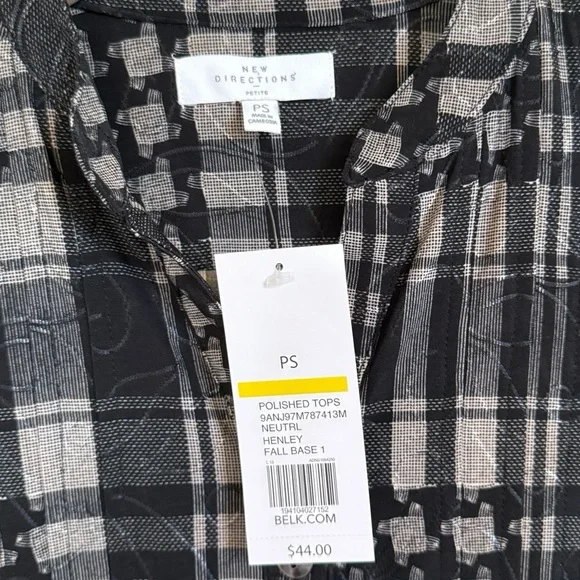 NEW
DIRECTIONS
PETITE
PS
MADE IN
CAMBODIA
PS
POLISHED TOPS
9ANJ97M787413M
NEUTRL
HENLEY
FALL BASE 1
194104027152
BELK.COM
$44.00